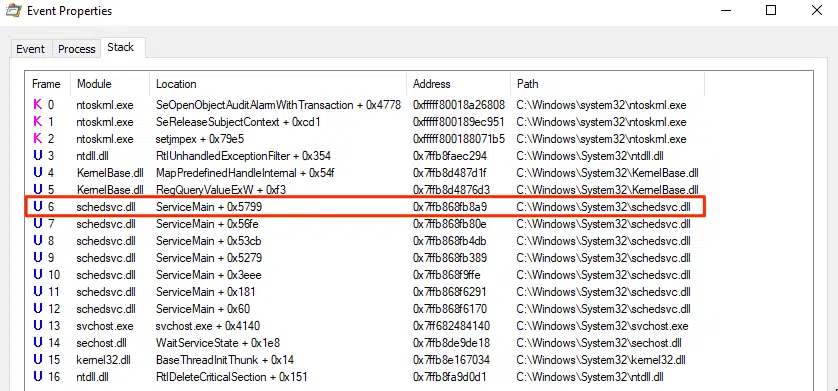 Event Properties
Event Process Stack
Frame Module Location Address Path
K 0 ntoskrnl.exe SeOpenObjectAuditAlarmWithTransaction + 0x4778 0xfffff80018a26808 C:\Windows\system32\ntoskrnl.exe
K 1 ntoskrnl.exe SeReleaseSubjectContext + 0xcd1 0xfffff800189ec951 C:\Windows\system32\ntoskrnl.exe
K 2 ntoskrnl.exe setjmpex + 0x79e5 0xfffff800188071b5 C:\Windows\system32\ntoskrnl.exe
U 3 ntdll.dll RtlUnhandledExceptionFilter + 0x354 0x7ffb8faec294 C:\Windows\System32\ntdll.dll
U 4 KernelBase.dll MapPredefinedHandleInternal + 0x54f 0x7ffb8d487d1f C:\Windows\System32\KernelBase.dll
U 5 KernelBase.dll RegQueryValueExW + 0xf3 0x7ffb8d4876d3 C:\Windows\System32\KernelBase.dll
U 6 schedsvc.dll ServiceMain + 0x5799 0x7ffb868fb8a9 C:\Windows\System32\schedsvc.dll
U 7 schedsvc.dll ServiceMain + 0x56fe 0x7ffb868fb80e C:\Windows\System32\schedsvc.dll
U 8 schedsvc.dll ServiceMain + 0x53cb 0x7ffb868fb4db C:\Windows\System32\schedsvc.dll
U 9 schedsvc.dll ServiceMain + 0x5279 0x7ffb868fb389 C:\Windows\System32\schedsvc.dll
U 10 schedsvc.dll ServiceMain + 0x3eee 0x7ffb868f9ffe C:\Windows\System32\schedsvc.dll
U 11 schedsvc.dll ServiceMain + 0x181 0x7ffb868f6291 C:\Windows\System32\schedsvc.dll
U 12 schedsvc.dll ServiceMain + 0x60 0x7ffb868f6170 C:\Windows\System32\schedsvc.dll
U 13 svchost.exe svchost.exe + 0x4140 0x7ff682484140 C:\Windows\System32\svchost.exe
U 14 sechost.dll WaitServiceState + 0x1e8 0x7ffb8de9de18 C:\Windows\System32\sechost.dll
U 15 kernel32.dll BaseThreadInitThunk + 0x14 0x7ffb8e167034 C:\Windows\System32\kernel32.dll
U 16 ntdll.dll RtlDeleteCriticalSection + 0x151 0x7ffb8fa9d0d1 C:\Windows\System32\ntdll.dll